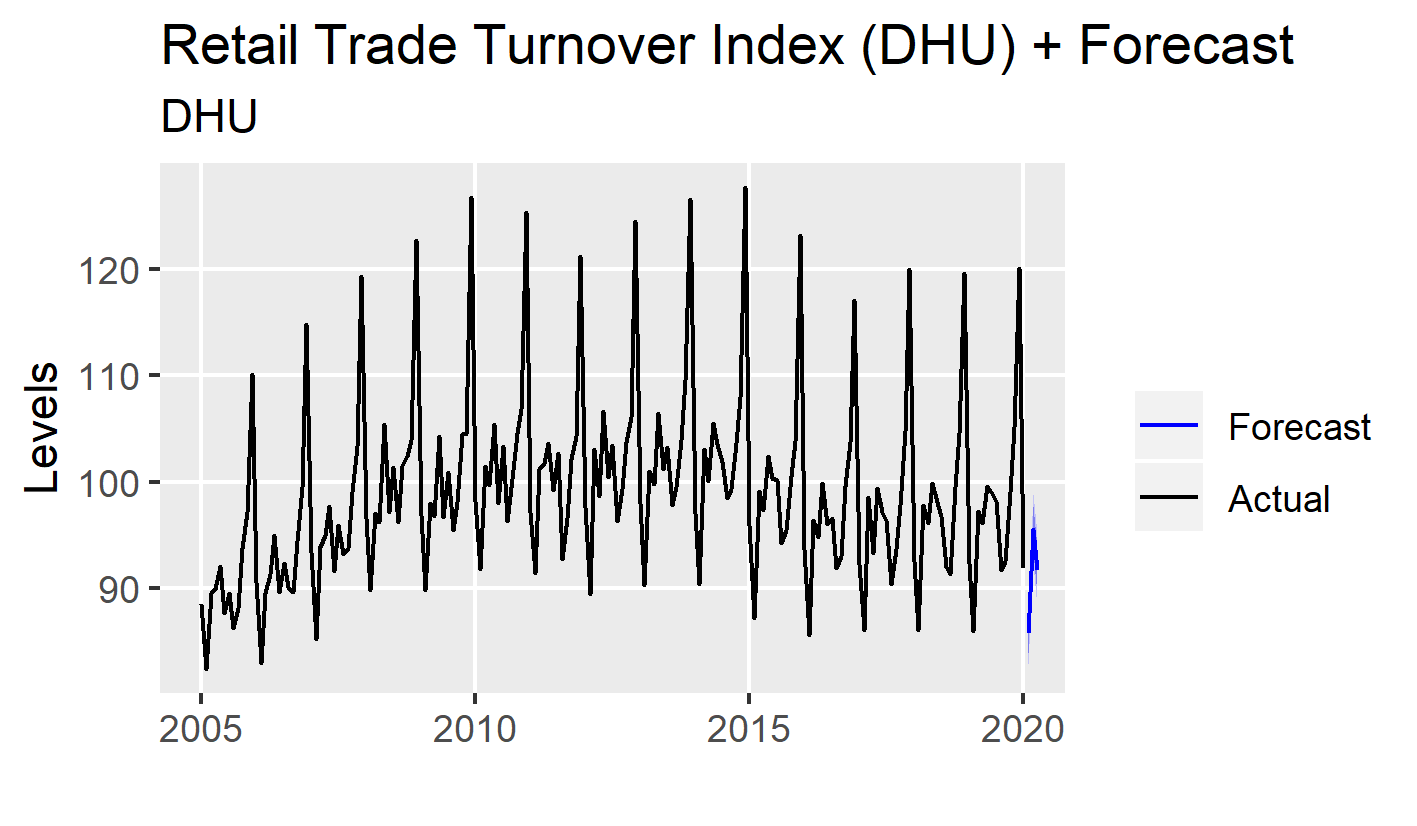 Retail Trade Turnover Index (DHU) + Forecast
DHU
Levels
120
110
100
90
2005 2010 2015 2020
Forecast
Actual